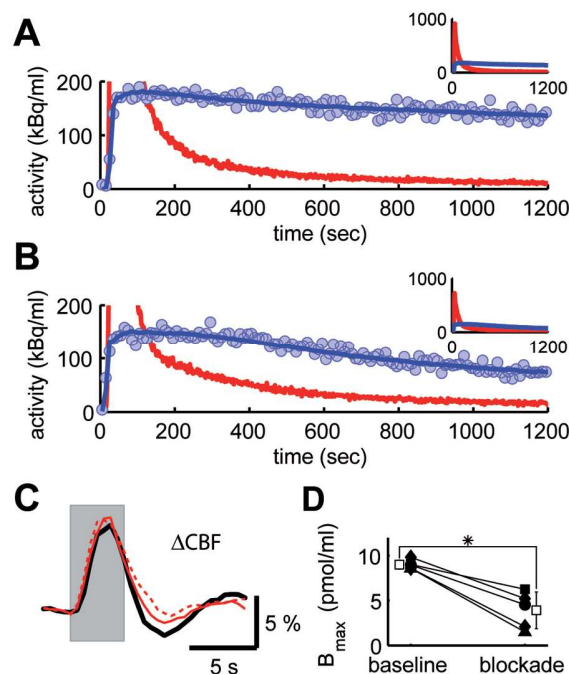 A
1000
0
0 1200
200
100
0
activity (kBq/ml)
0 200 400 600 800 1000 1200
time (sec)
B
1000
0
0 1200
200
100
0
activity (kBq/ml)
0 200 400 600 800 1000 1200
time (sec)
C
ΔCBF
5 %
5 s
D
*
10
5
0
Bmax (pmol/ml)
baseline blockade